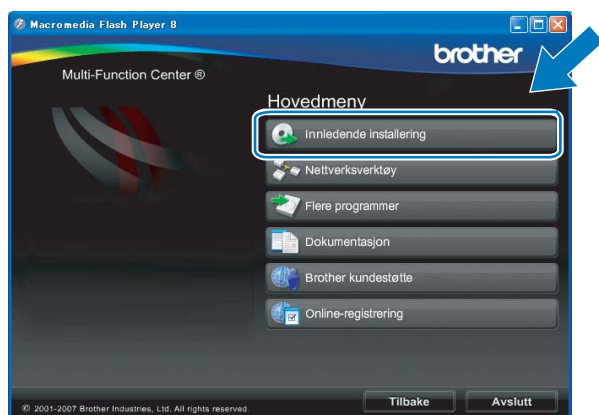 Macromedia Flash Player 8
brother
Multi-Function Center ®
Hovedmeny
Innledende installering
Nettverksverktøy
Flere programmer
Dokumentasjon
Brother kundestøtte
Online-registrering
© 2001-2007 Brother Industries, Ltd. All rights reserved.
Tilbake
Avslutt